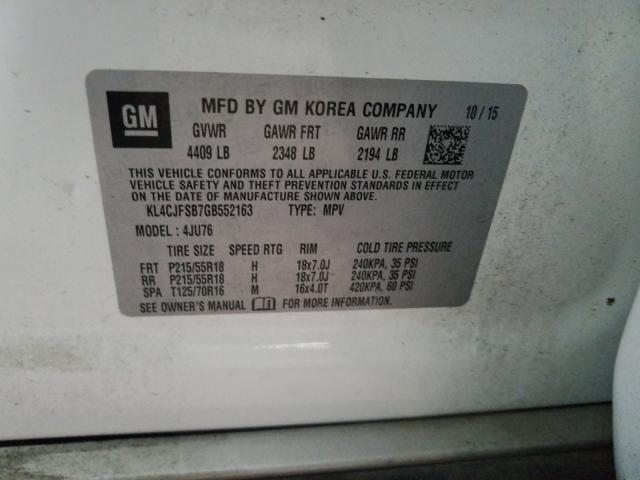 GM MFD BY GM KOREA COMPANY 10/15
GVWR GAWR FRT GAWR RR
4409 LB 2348 LB 2194 LB
THIS VEHICLE CONFORMS TO ALL APPLICABLE U.S. FEDERAL MOTOR
VEHICLE SAFETY AND THEFT PREVENTION STANDARDS IN EFFECT
ON THE DATE OF MANUFACTURE SHOWN ABOVE.
KL4CJFSB7GB552163 TYPE: MPV
MODEL : 4JU76
TIRE SIZE SPEED RTG RIM COLD TIRE PRESSURE
FRT P215/55R18 H 18x7.0J 240KPA, 35 PSI
RR P215/55R18 H 18x7.0J 240KPA, 35 PSI
SPA T125/70R16 M 16x4.0T 420KPA, 60 PSI
SEE OWNER'S MANUAL FOR MORE INFORMATION.